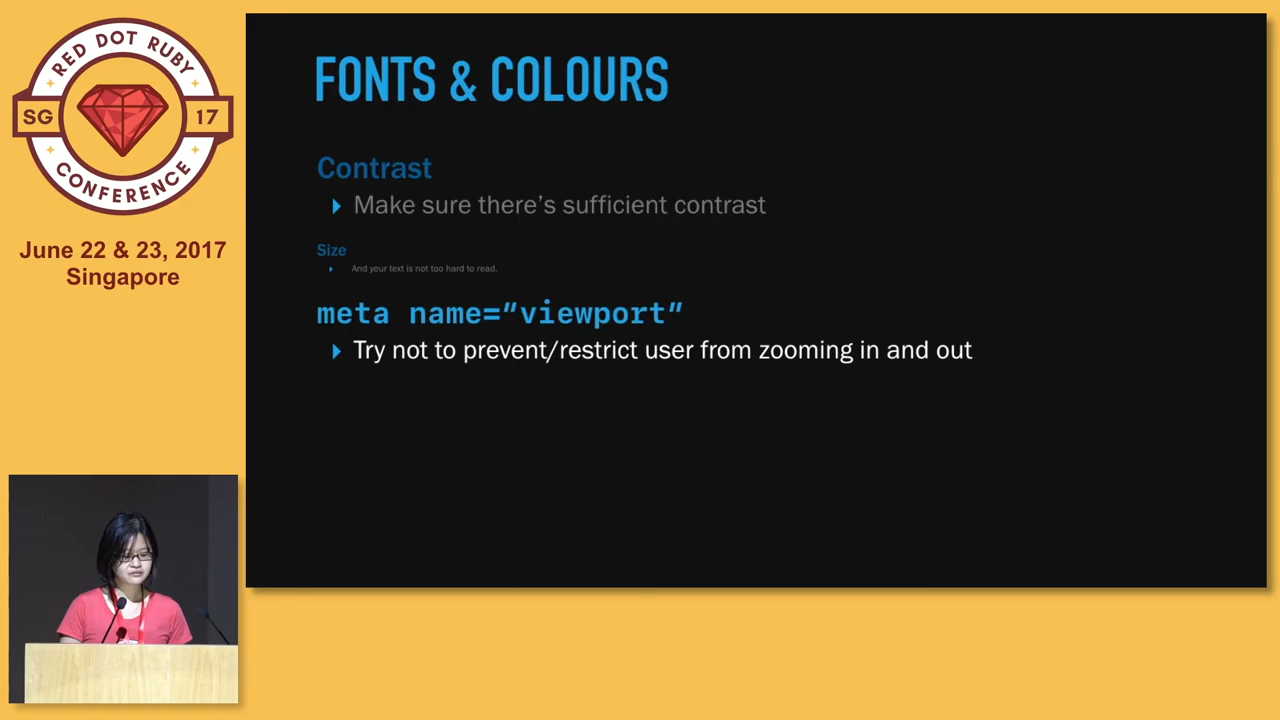 RED DOT RUBY
SG
17
CONFERENCE
June 22 & 23, 2017
Singapore
FONTS & COLOURS
Contrast
Make sure there’s sufficient contrast
Size
And your text is not too hard to read.
meta name=“viewport”
Try not to prevent/restrict user from zooming in and out